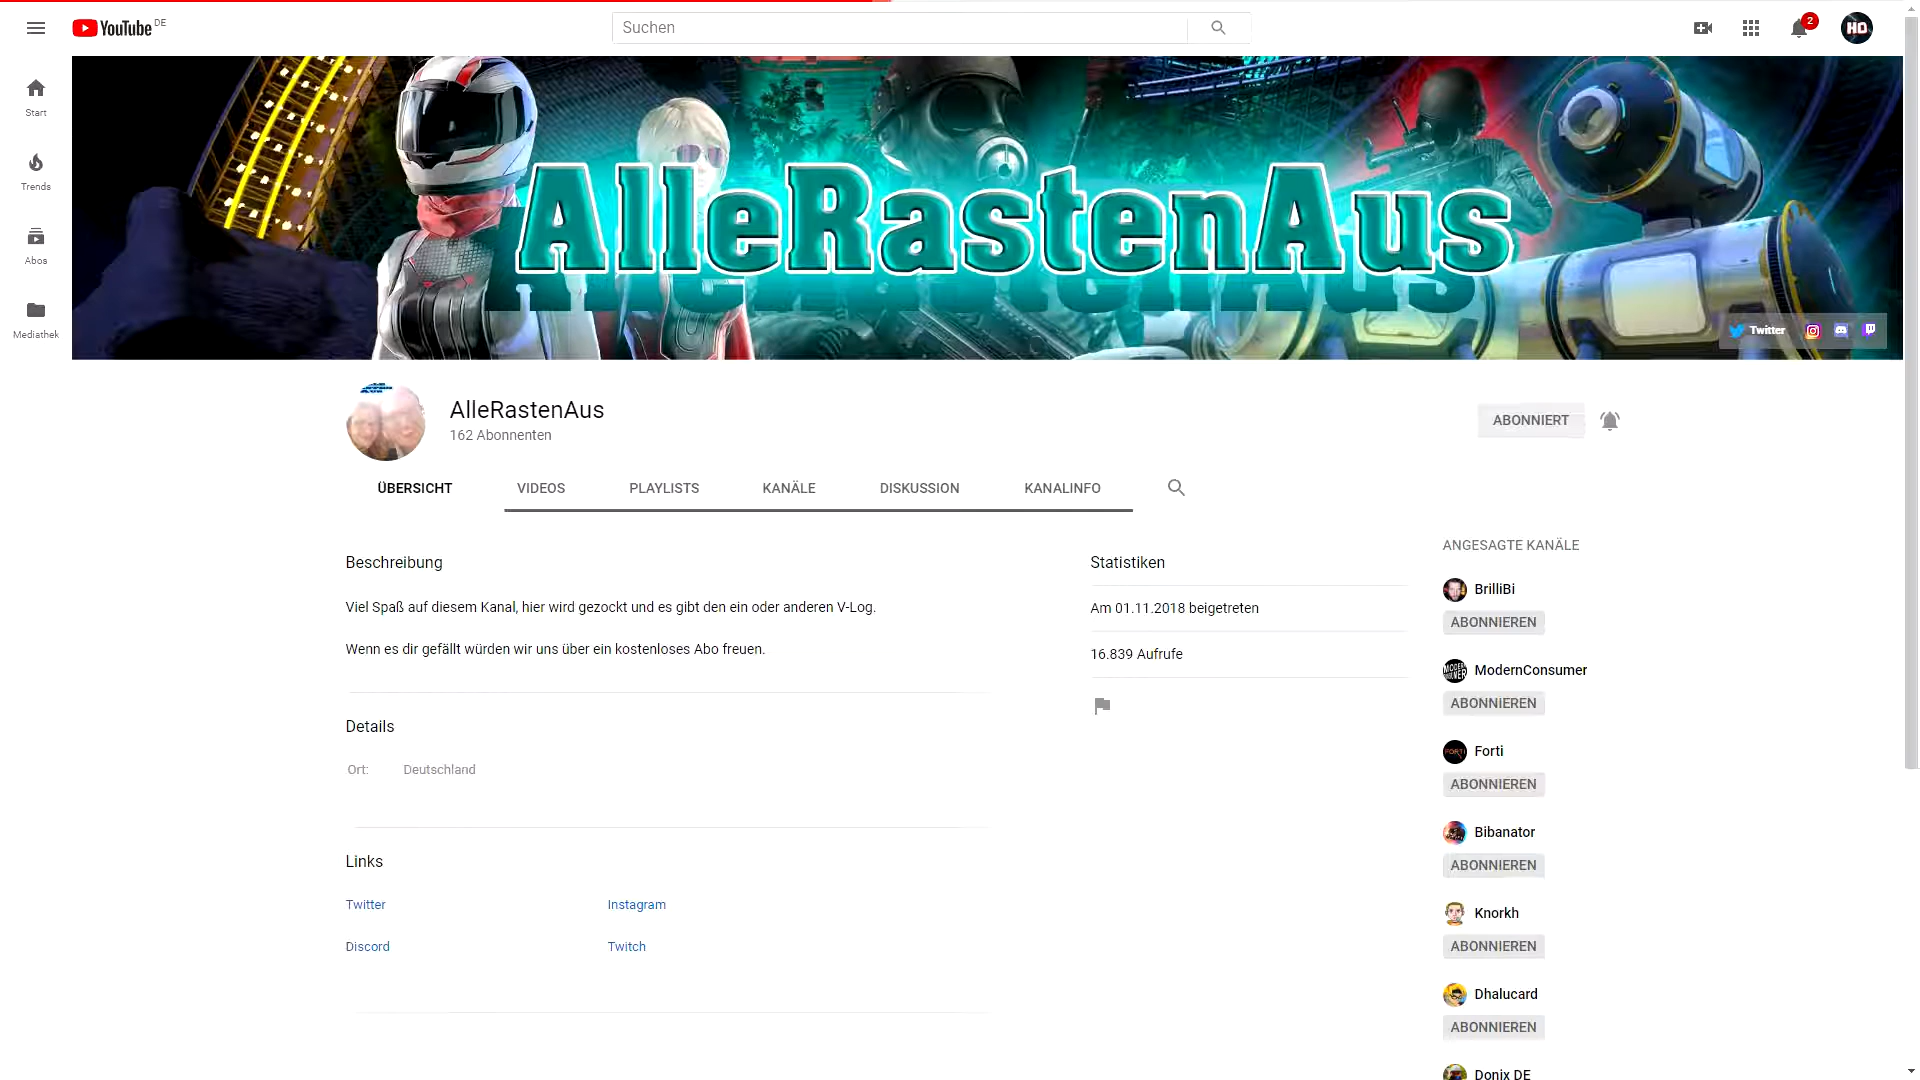 YouTube DE
Suchen
2
HD
Start
Trends
Abos
Mediathek
AlleRastenAus
Twitter
AlleRastenAus
162 Abonnenten
ABONNIERT
ÜBERSICHT VIDEOS PLAYLISTS KANÄLE DISKUSSION KANALINFO
Beschreibung
Viel Spaß auf diesem Kanal, hier wird gezockt und es gibt den ein oder anderen V-Log.
Wenn es dir gefällt würden wir uns über ein kostenloses Abo freuen.
Details
Ort: Deutschland
Links
Twitter Instagram
Discord Twitch
Statistiken
Am 01.11.2018 beigetreten
16.839 Aufrufe
ANGESAGTE KANÄLE
BrilliBi
ABONNIEREN
ModernConsumer
ABONNIEREN
Forti
ABONNIEREN
Bibanator
ABONNIEREN
Knorkh
ABONNIEREN
Dhalucard
ABONNIEREN
Donix DE